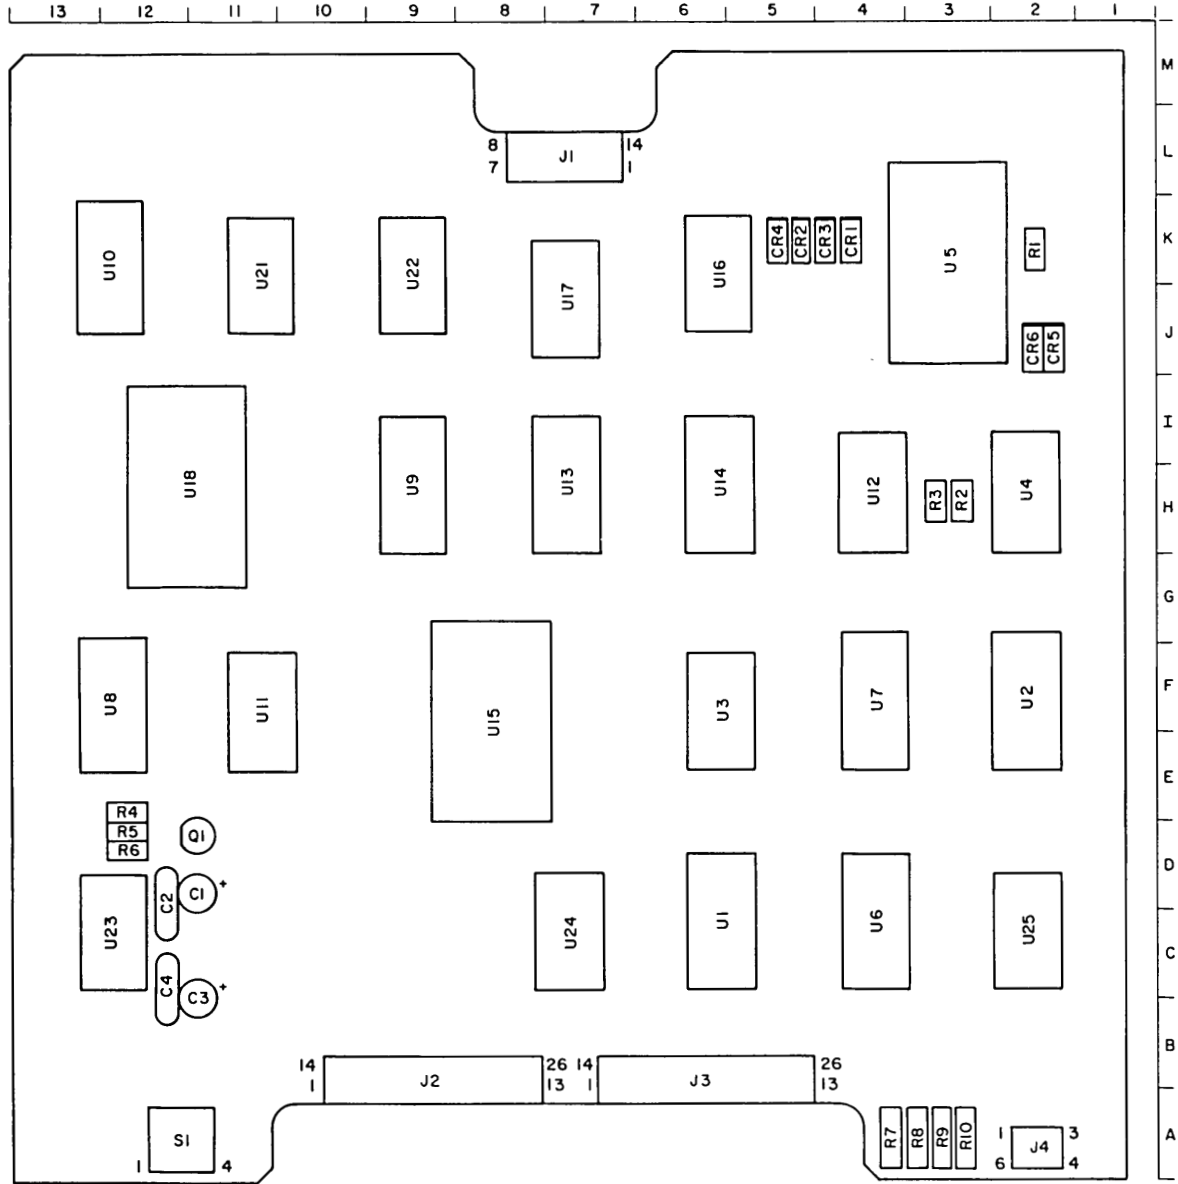 13 12 11 10 9 8 7 6 5 4 3 2 1
M
8 J1 14
7 1
L
U10 U21 U22 U17 U16 CR4 CR2 CR3 CR1 U5 R1
K
CR6 CR5
J
I
U18 U9 U13 U14 U12 R3 R2 U4
H
G
U8 U11 U15 U3 U7 U2
F
E
R4
R5
R6
Q1
D
U23 C2 C1 + U24 U1 U6 U25
C
C4 C3 +
B
14 J2 26 14 J3 26
1 13 1 13
S1
1 4
R7 R8 R9 R10
1 J4 3
6 4
A